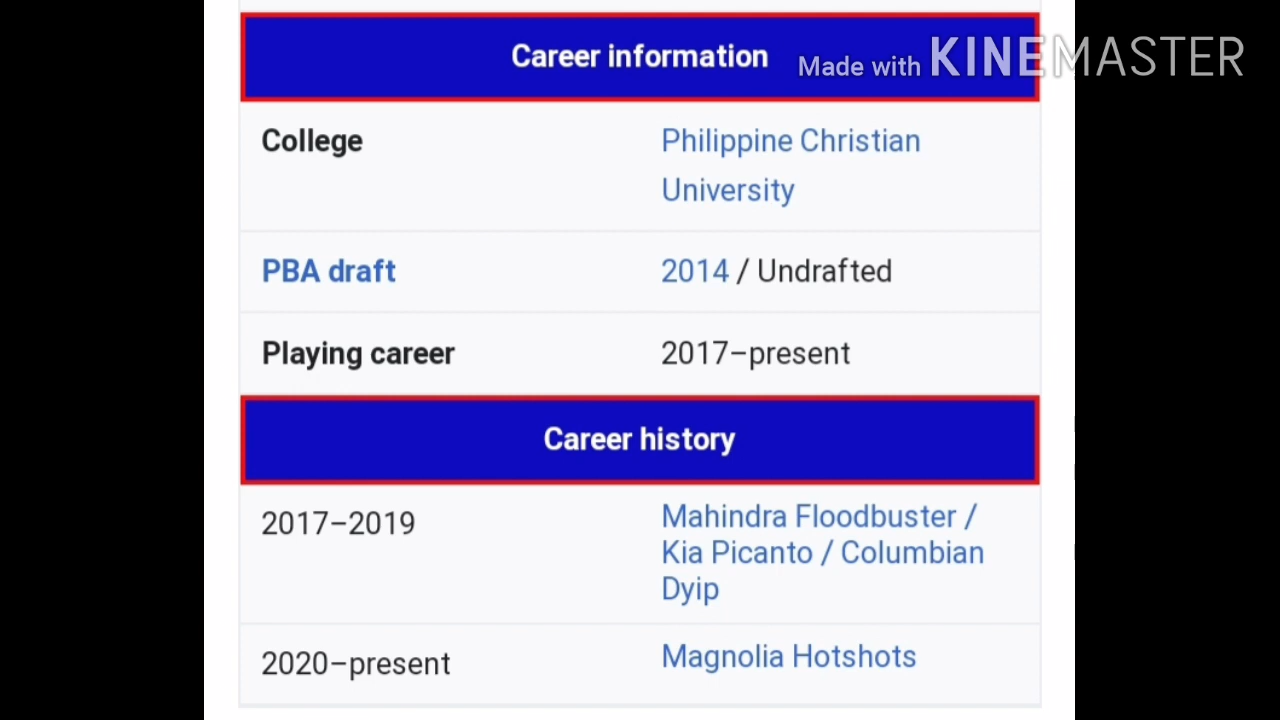 Career information
Made with KINEMASTER
College
Philippine Christian
University
PBA draft
2014 / Undrafted
Playing career
2017–present
Career history
2017–2019
Mahindra Floodbuster /
Kia Picanto / Columbian
Dyip
2020–present
Magnolia Hotshots